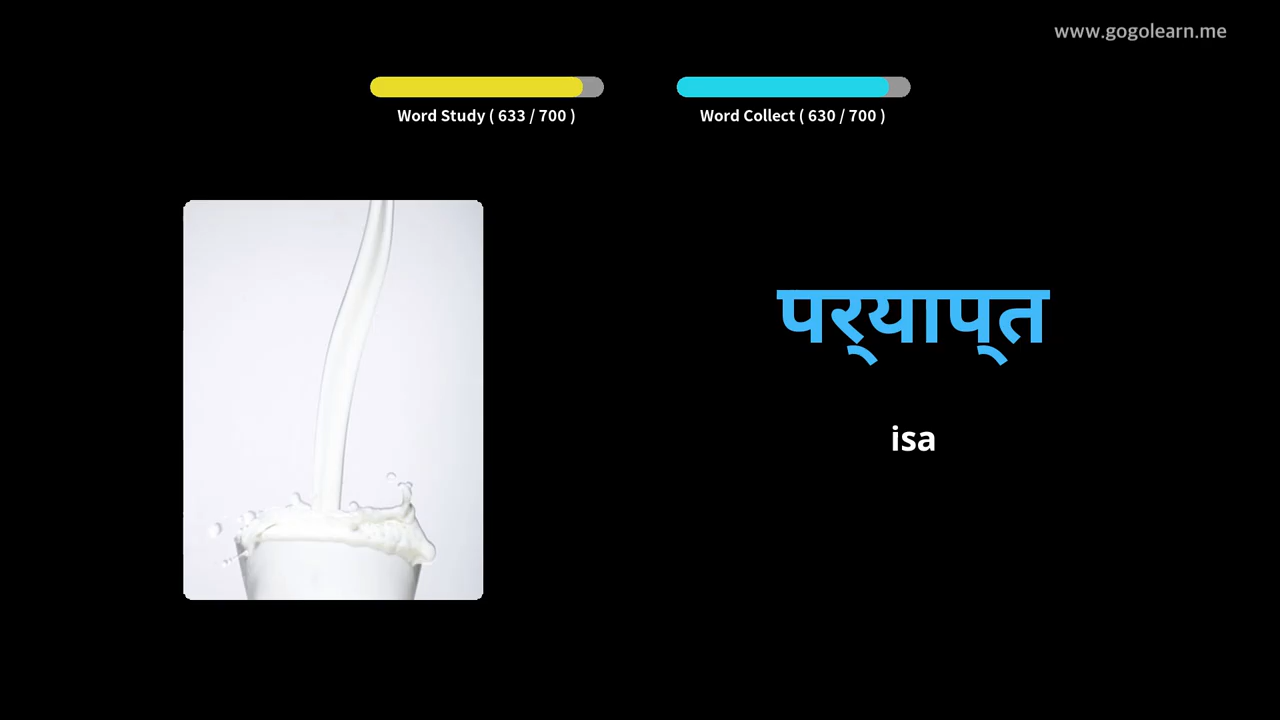 www.gogolearn.me
Word Study ( 633 / 700 )
Word Collect ( 630 / 700 )
पर्याप्त
isa